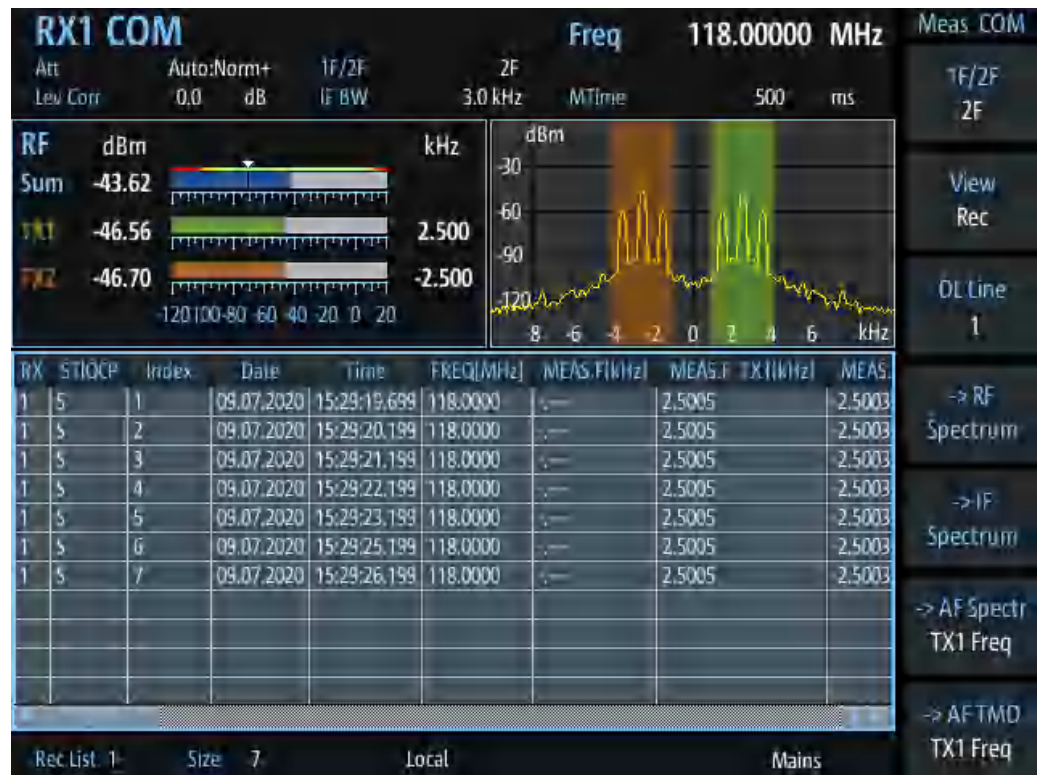 RX1 COM Freq 118.00000 MHz
Att Auto:Norm+ 1F/2F 2F
Lev Corr 0.0 dB IF BW 3.0 kHz MTime 500 ms
RF dBm kHz
Sum -43.62
TX1 -46.56 2.500
TX2 -46.70 -2.500
-120 100 -80 60 40 -20 0 20
dBm
-30
-60
-90
-120
-8 -6 -4 -2 0 2 4 6 kHz
RX STIQCP Index Date Time FREQ[MHz] MEAS.F[kHz] MEAS.F_TX1[kHz] MEAS.
1 S 1 09.07.2020 15:29:19.699 118.0000 -.--- 2.5005 -2.5003
1 S 2 09.07.2020 15:29:20.199 118.0000 -.--- 2.5005 -2.5003
1 S 3 09.07.2020 15:29:21.199 118.0000 -.--- 2.5005 -2.5003
1 S 4 09.07.2020 15:29:22.199 118.0000 -.--- 2.5005 -2.5003
1 S 5 09.07.2020 15:29:23.199 118.0000 -.--- 2.5005 -2.5003
1 S 6 09.07.2020 15:29:25.199 118.0000 -.--- 2.5005 -2.5003
1 S 7 09.07.2020 15:29:26.199 118.0000 -.--- 2.5005 -2.5003
Rec List 1 Size 7 Local Mains
Meas COM
1F/2F
2F
View
Rec
DL Line
1
-> RF
Spectrum
-> IF
Spectrum
-> AF Spectr
TX1 Freq
-> AF TMD
TX1 Freq